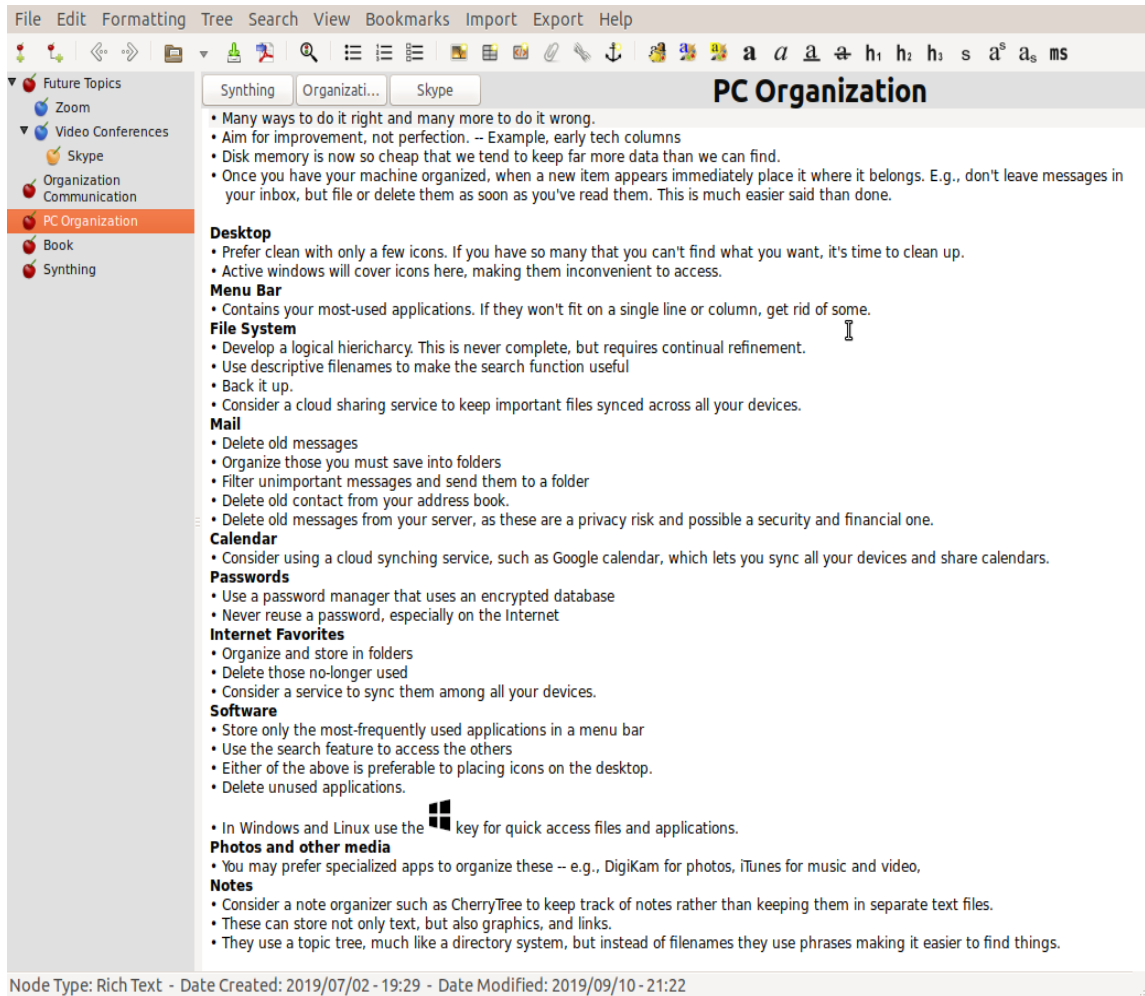 File Edit Formatting Tree Search View Bookmarks Import Export Help
a a a a h1 h2 h3 s a^s a_s ms
Future Topics
Zoom
Video Conferences
Skype
Organization
Communication
PC Organization
Book
Synthing
Synthing Organizati... Skype PC Organization
• Many ways to do it right and many more to do it wrong.
• Aim for improvement, not perfection. -- Example, early tech columns
• Disk memory is now so cheap that we tend to keep far more data than we can find.
• Once you have your machine organized, when a new item appears immediately place it where it belongs. E.g., don't leave messages in
your inbox, but file or delete them as soon as you've read them. This is much easier said than done.
Desktop
• Prefer clean with only a few icons. If you have so many that you can't find what you want, it's time to clean up.
• Active windows will cover icons here, making them inconvenient to access.
Menu Bar
• Contains your most-used applications. If they won't fit on a single line or column, get rid of some.
File System
• Develop a logical hiericharcy. This is never complete, but requires continual refinement.
• Use descriptive filenames to make the search function useful
• Back it up.
• Consider a cloud sharing service to keep important files synced across all your devices.
Mail
• Delete old messages
• Organize those you must save into folders
• Filter unimportant messages and send them to a folder
• Delete old contact from your address book.
• Delete old messages from your server, as these are a privacy risk and possible a security and financial one.
Calendar
• Consider using a cloud synching service, such as Google calendar, which lets you sync all your devices and share calendars.
Passwords
• Use a password manager that uses an encrypted database
• Never reuse a password, especially on the Internet
Internet Favorites
• Organize and store in folders
• Delete those no-longer used
• Consider a service to sync them among all your devices.
Software
• Store only the most-frequently used applications in a menu bar
• Use the search feature to access the others
• Either of the above is preferable to placing icons on the desktop.
• Delete unused applications.
• In Windows and Linux use the key for quick access files and applications.
Photos and other media
• You may prefer specialized apps to organize these -- e.g., DigiKam for photos, iTunes for music and video,
Notes
• Consider a note organizer such as CherryTree to keep track of notes rather than keeping them in separate text files.
• These can store not only text, but also graphics, and links.
• They use a topic tree, much like a directory system, but instead of filenames they use phrases making it easier to find things.
Node Type: Rich Text - Date Created: 2019/07/02 - 19:29 - Date Modified: 2019/09/10 - 21:22